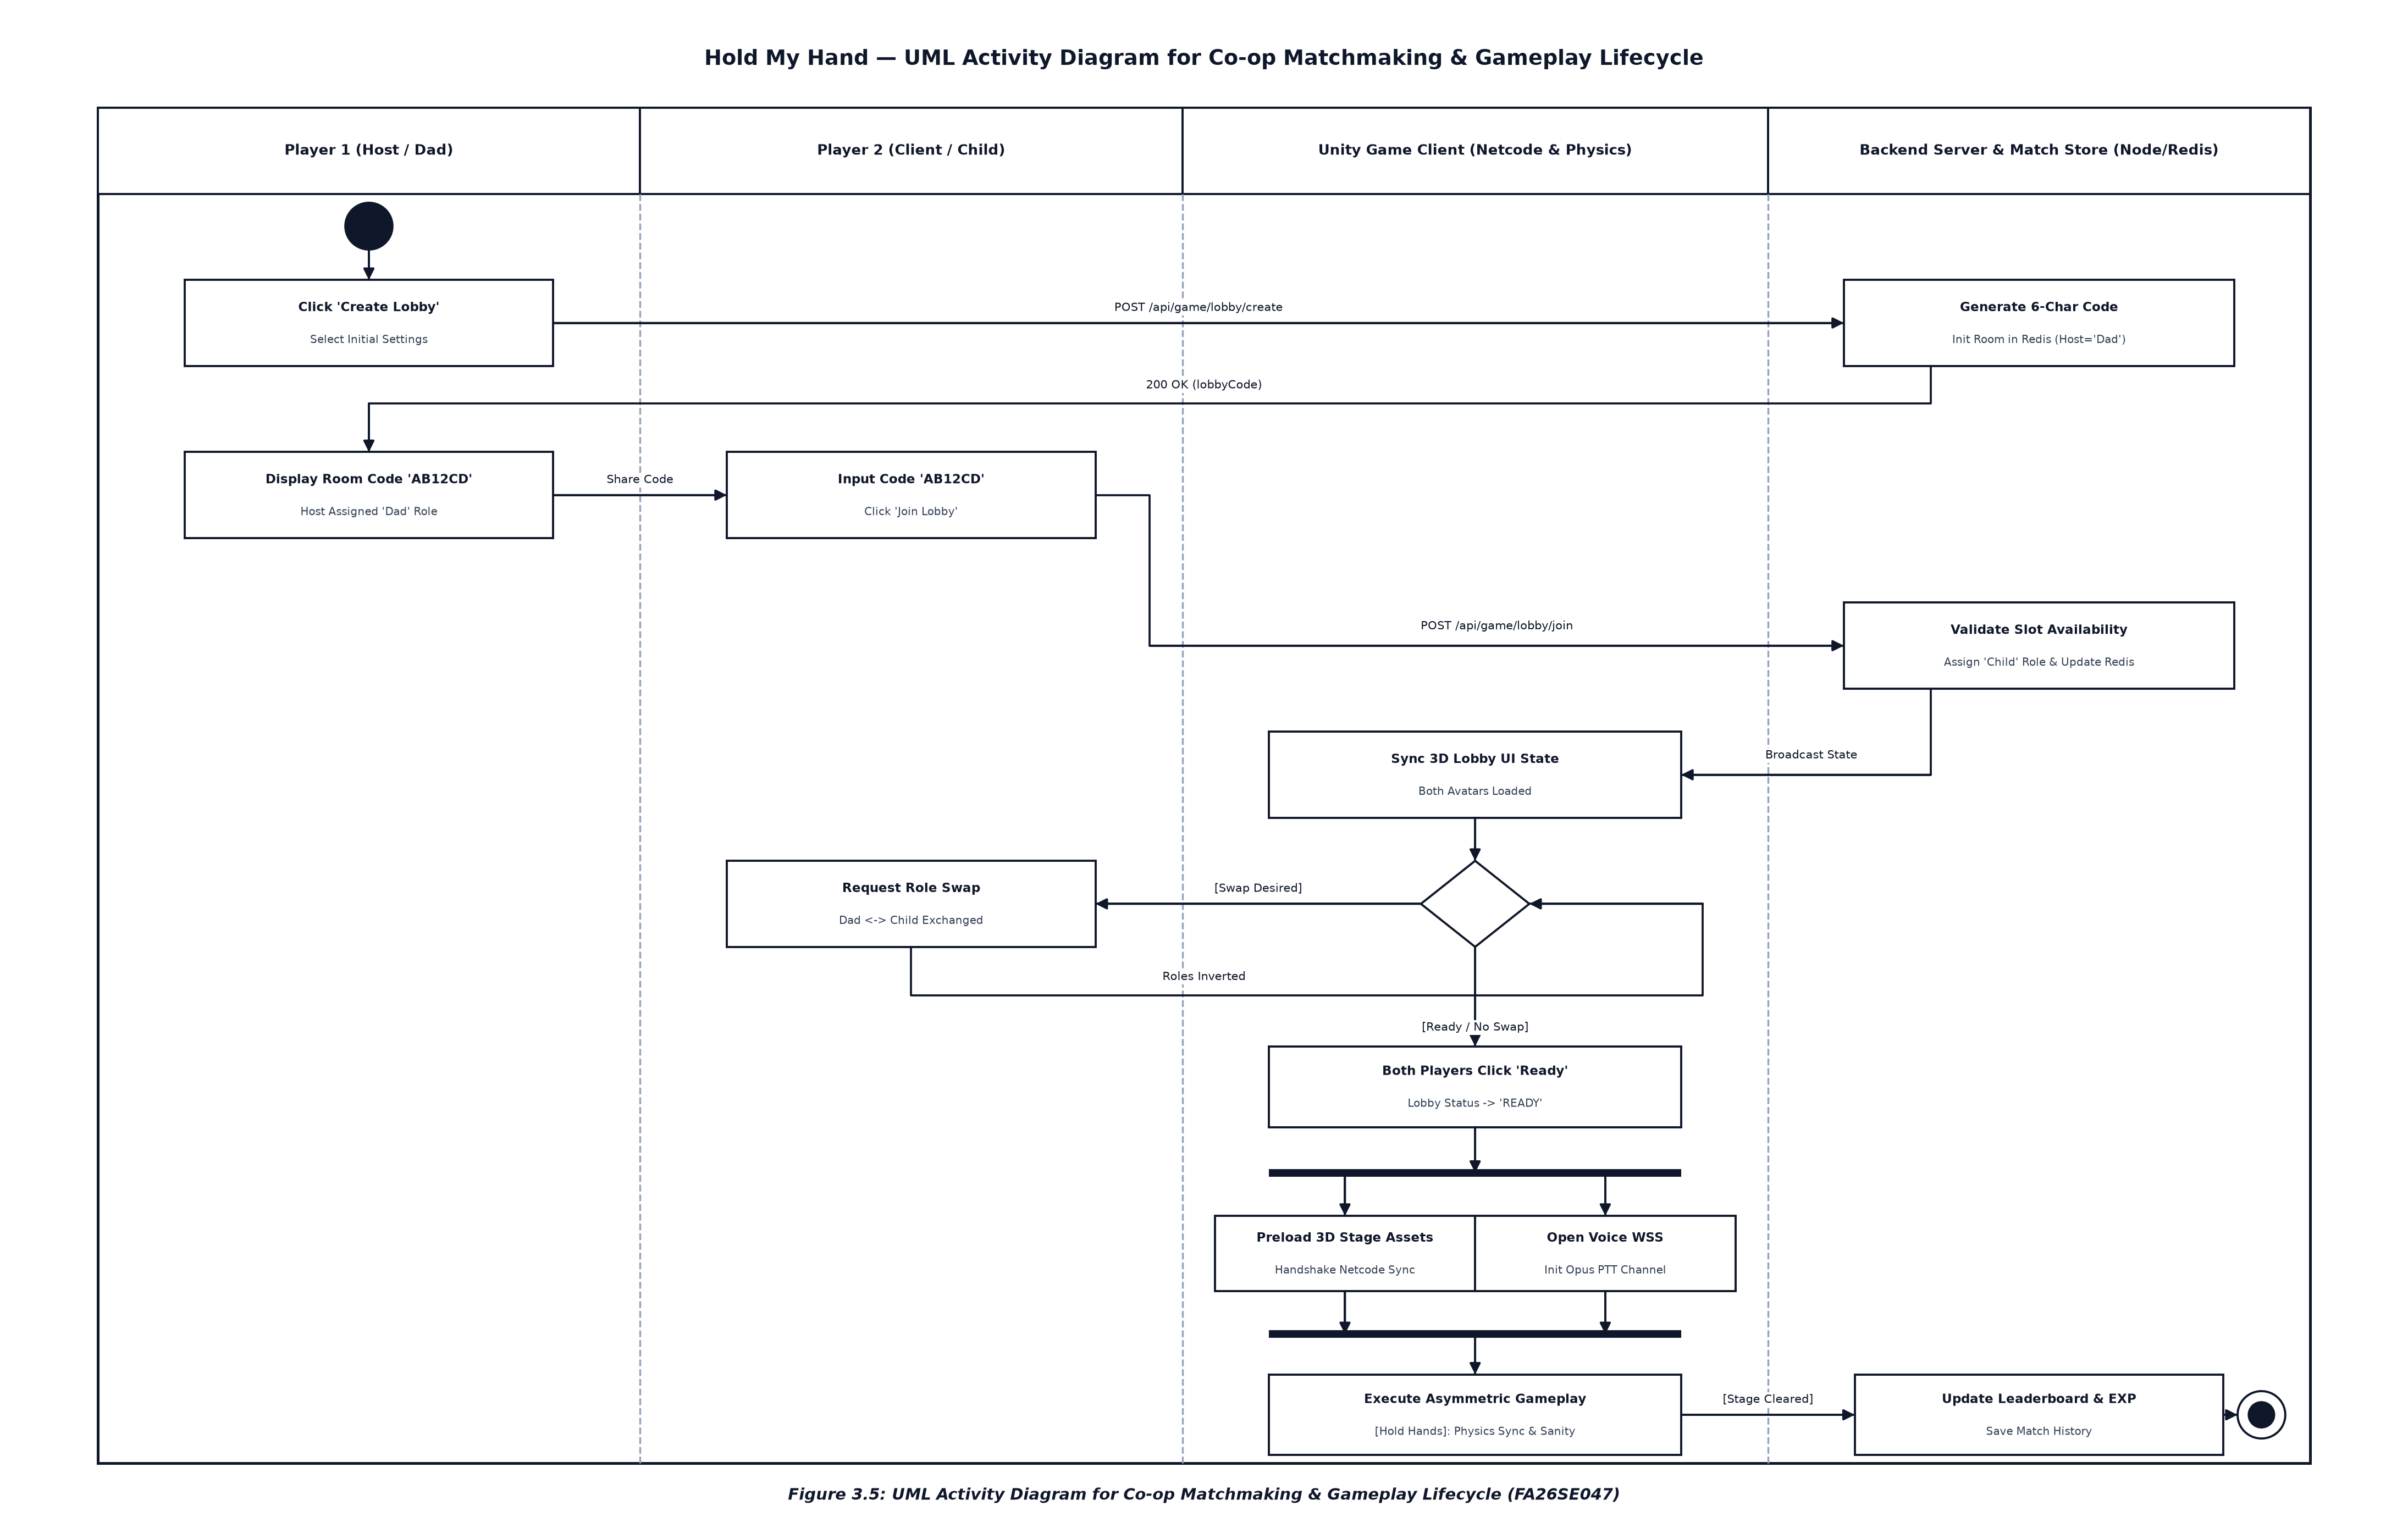 Hold My Hand — UML Activity Diagram for Co-op Matchmaking & Gameplay Lifecycle
Player 1 (Host / Dad)
Player 2 (Client / Child)
Unity Game Client (Netcode & Physics)
Backend Server & Match Store (Node/Redis)
Click 'Create Lobby'
Select Initial Settings
POST /api/game/lobby/create
Generate 6-Char Code
Init Room in Redis (Host='Dad')
200 OK (lobbyCode)
Display Room Code 'AB12CD'
Host Assigned 'Dad' Role
Share Code
Input Code 'AB12CD'
Click 'Join Lobby'
POST /api/game/lobby/join
Validate Slot Availability
Assign 'Child' Role & Update Redis
Broadcast State
Sync 3D Lobby UI State
Both Avatars Loaded
[Swap Desired]
Request Role Swap
Dad <-> Child Exchanged
Roles Inverted
[Ready / No Swap]
Both Players Click 'Ready'
Lobby Status -> 'READY'
Preload 3D Stage Assets
Handshake Netcode Sync
Open Voice WSS
Init Opus PTT Channel
Execute Asymmetric Gameplay
[Hold Hands]: Physics Sync & Sanity
[Stage Cleared]
Update Leaderboard & EXP
Save Match History
Figure 3.5: UML Activity Diagram for Co-op Matchmaking & Gameplay Lifecycle (FA26SE047)